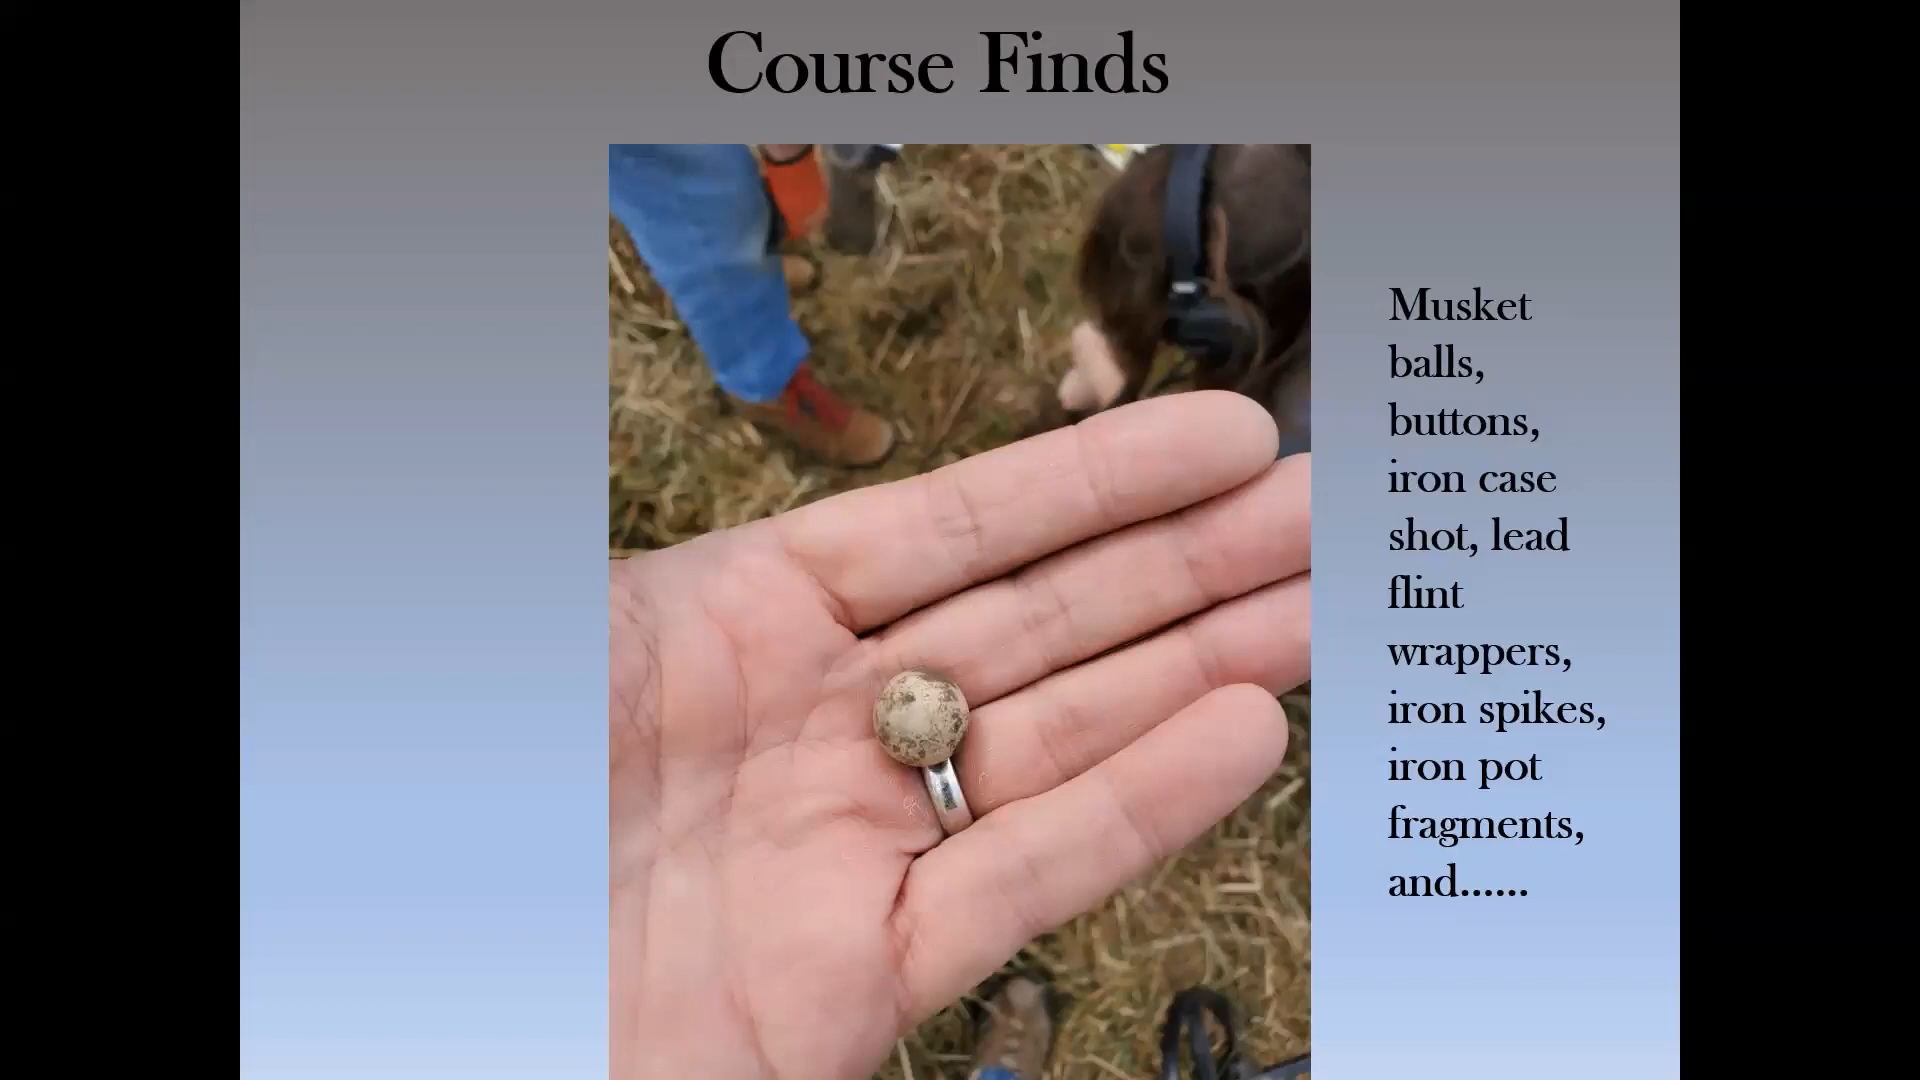 Course Finds
Musket
balls,
buttons,
iron case
shot, lead
flint
wrappers,
iron spikes,
iron pot
fragments,
and......